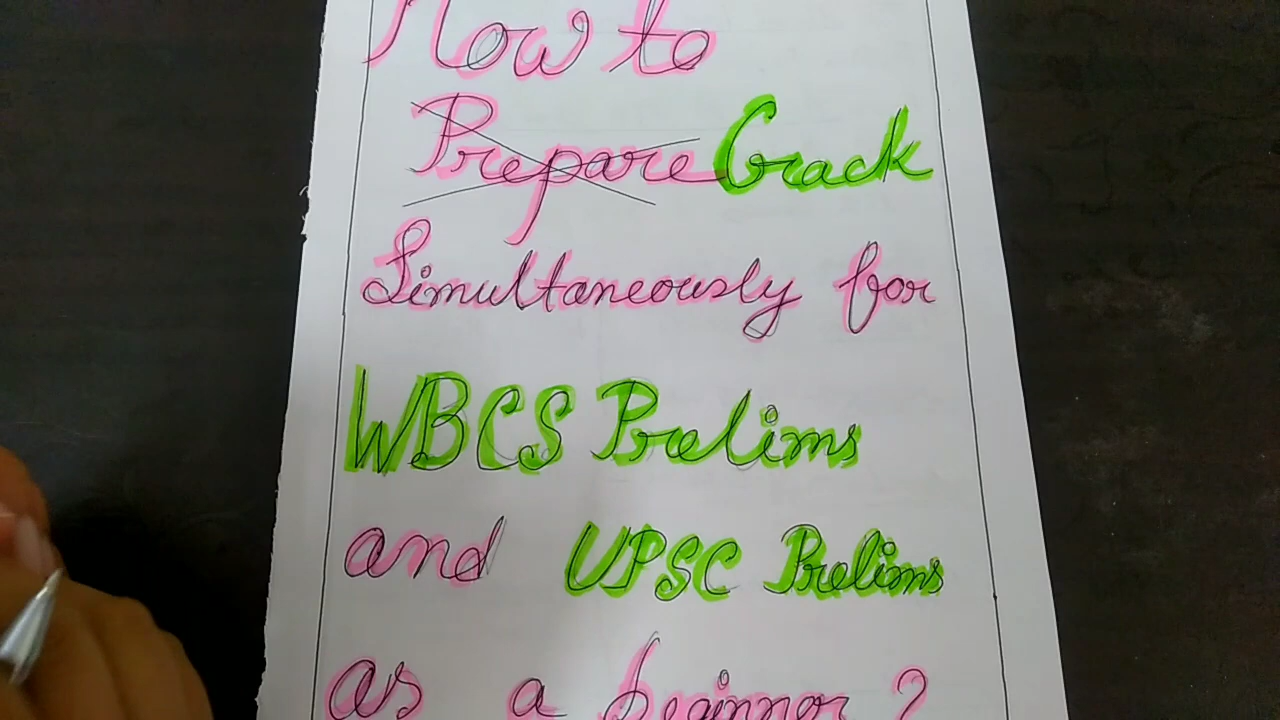 How to
Prepare Crack
Simultaneously for
WBCS Prelims
and UPSC Prelims
as a beginner?